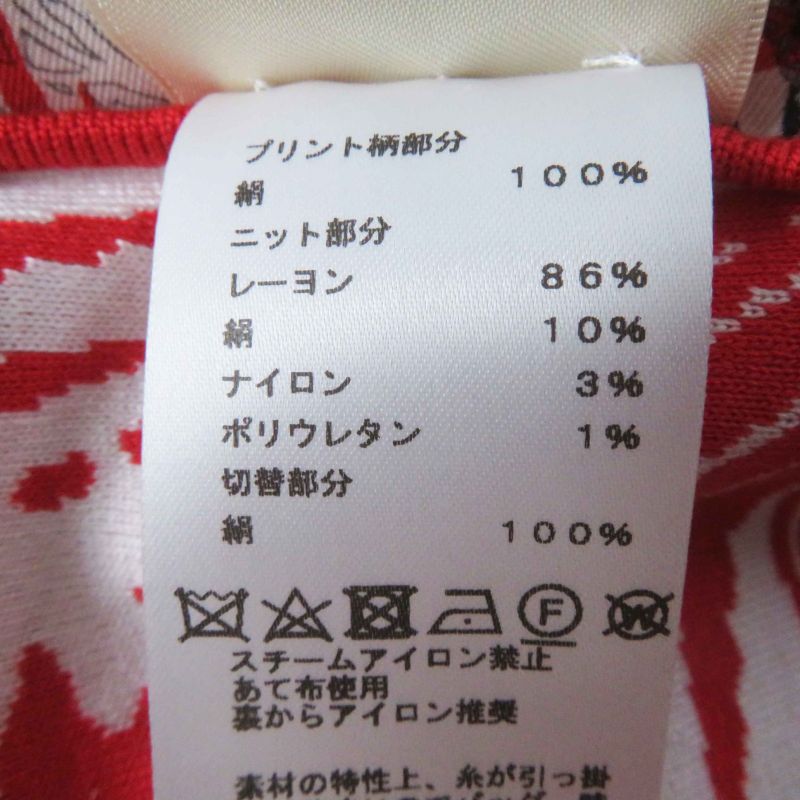 プリント柄部分
絹 100%
ニット部分
レーヨン 86%
絹 10%
ナイロン 3%
ポリウレタン 1%
切替部分
絹 100%
F W
スチームアイロン禁止
あて布使用
裏からアイロン推奨
素材の特性上、糸が引っ掛